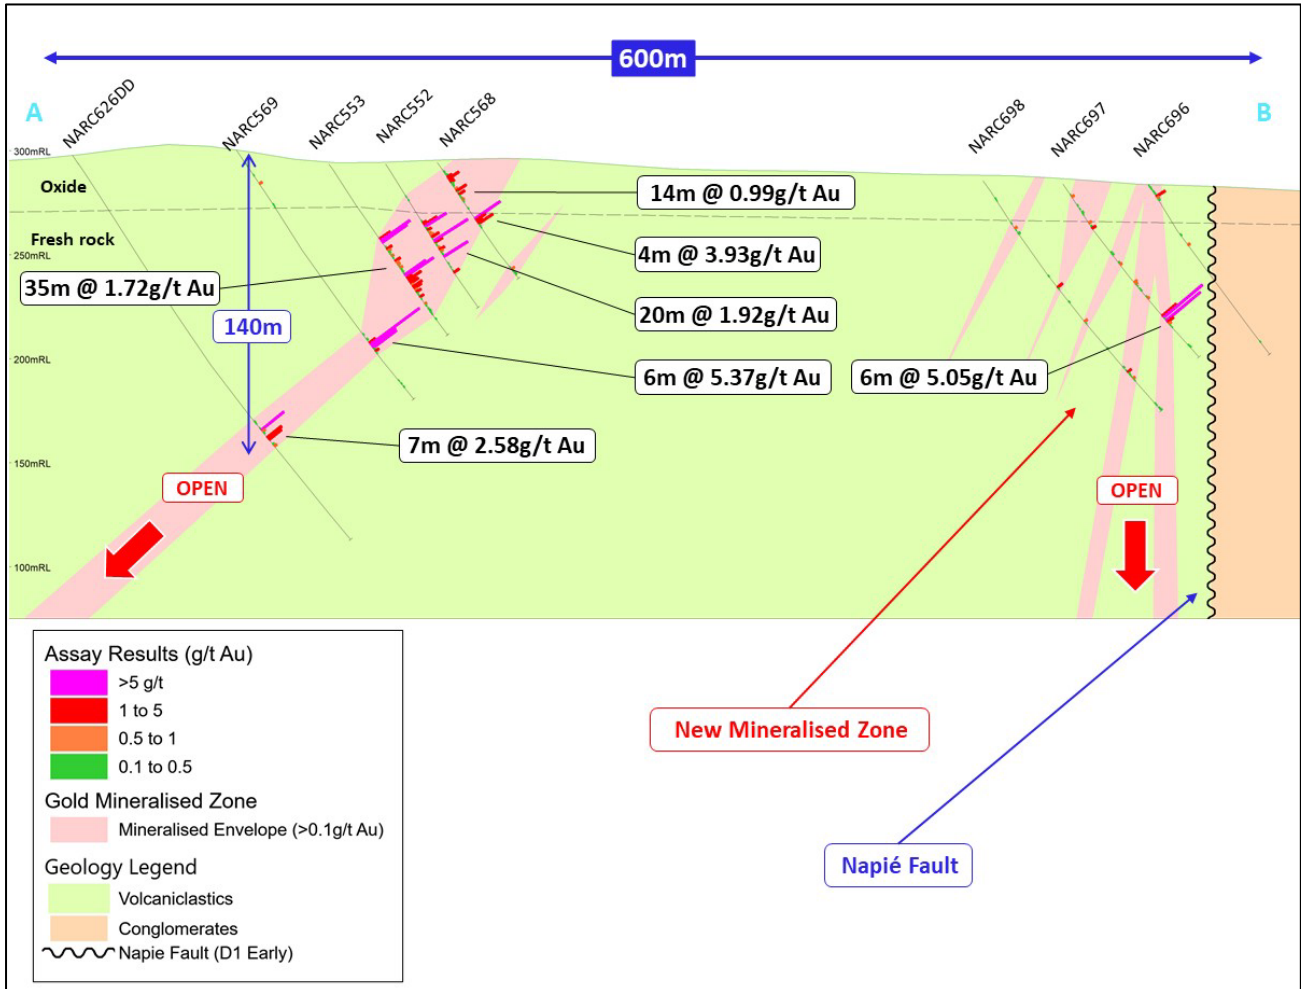 600m
A
B
NARC626DD
NARC569
NARC553
NARC552
NARC568
NARC698
NARC697
NARC696
300mRL
Oxide
14m @ 0.99g/t Au
Fresh rock
250mRL
4m @ 3.93g/t Au
35m @ 1.72g/t Au
20m @ 1.92g/t Au
140m
200mRL
6m @ 5.37g/t Au
6m @ 5.05g/t Au
7m @ 2.58g/t Au
150mRL
OPEN
OPEN
100mRL
Assay Results (g/t Au)
>5 g/t
1 to 5
0.5 to 1
0.1 to 0.5
Gold Mineralised Zone
Mineralised Envelope (>0.1g/t Au)
Geology Legend
Volcaniclastics
Conglomerates
Napie Fault (D1 Early)
New Mineralised Zone
Napié Fault